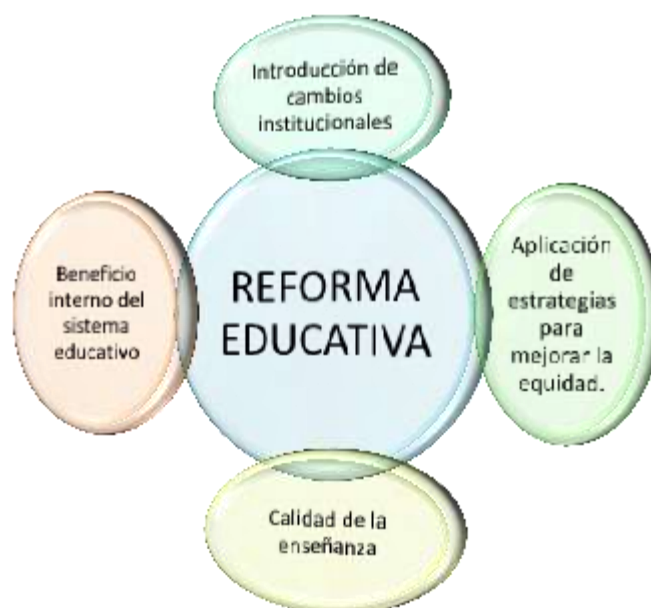 Introducción de
cambios
institucionales
Beneficio
interno del
sistema
educativo
REFORMA
EDUCATIVA
Aplicación
de
estrategias
para
mejorar la
equidad.
Calidad de la
enseñanza